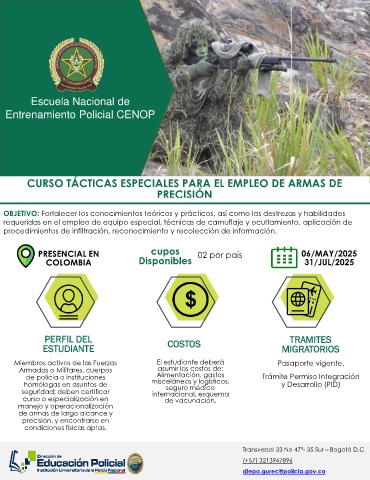 Escuela Nacional de
Entrenamiento Policial CENOP
CURSO TÁCTICAS ESPECIALES PARA EL EMPLEO DE ARMAS DE
PRECISIÓN
OBJETIVO: Fortalecer los conocimientos teóricos y prácticos, así como las destrezas y habilidades
requeridas en el empleo de equipo especial, técnicas de camuflaje y ocultamiento, aplicación de
procedimientos de infiltración, reconocimiento y recolección de información.
PRESENCIAL EN
COLOMBIA
cupos
Disponibles
02 por país
06/MAY/2025
31/JUL/2025
PERFIL DEL
ESTUDIANTE
Miembros activos de las Fuerzas
Armadas o Militares, cuerpos
de policía o instituciones
homólogas en asuntos de
seguridad; deben certificar
curso o especialización en
manejo y operacionalización
de armas de largo alcance y
precisión, y encontrarse en
condiciones físicas aptas.
COSTOS
El estudiante deberá
asumir los costos de:
Alimentación, gastos
misceláneos y logísticos,
seguro médico
internacional, esquema
de vacunación.
TRAMITES
MIGRATORIOS
Pasaporte vigente.
Trámite Permiso Integración
y Desarrollo (PID)
Dirección de
Educación Policial
Institución Universitaria de la Policía Nacional
Transversal 33 No 47ª- 35 Sur – Bogotá D.C
(+57) 3213947896
diepo.gurec@policia.gov.co